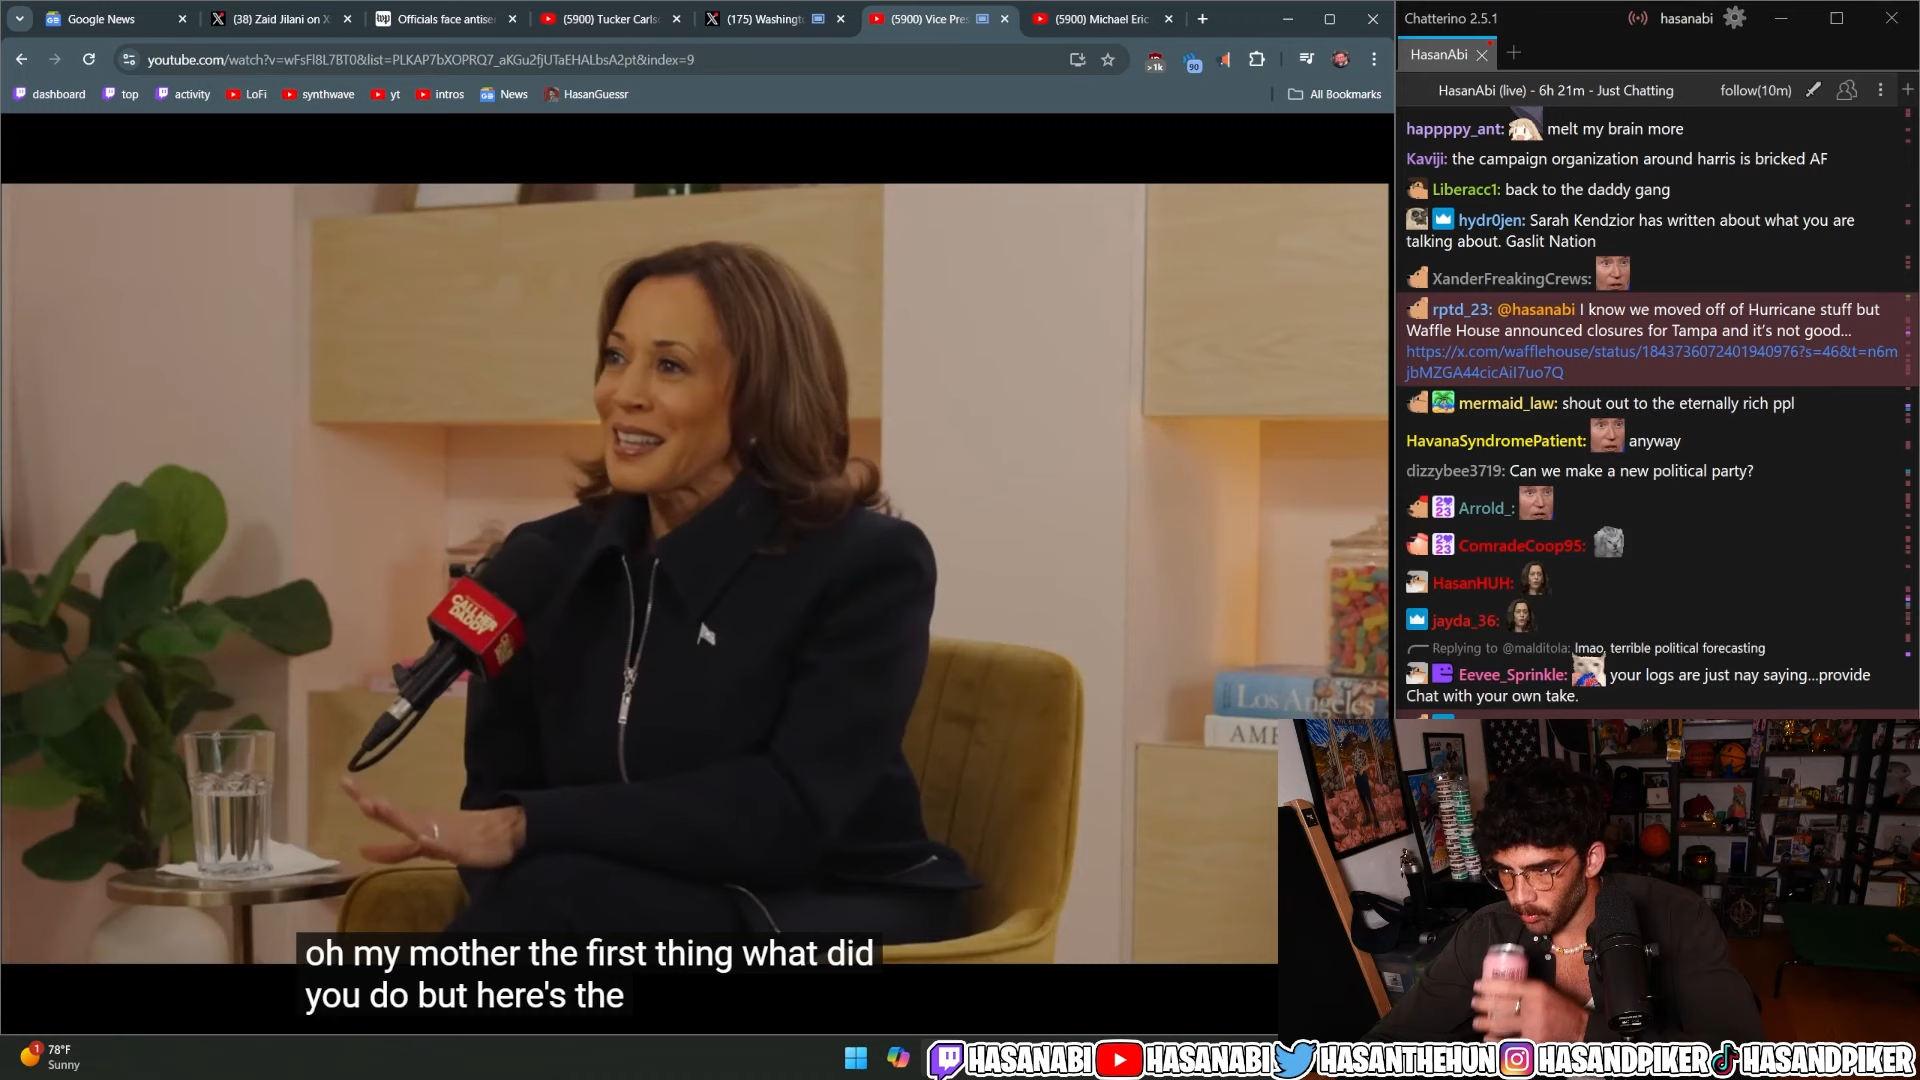 Google News
(38) Zaid Jilani on X
Officials face antiser
(5900) Tucker Carls
(175) Washingt
(5900) Vice Pres
(5900) Michael Eric
youtube.com/watch?v=wFsFl8L7BT0&list=PLKAP7bXOPRQ7_aKGu2fjUTaEHALbsA2pt&index=9
>1k
90
dashboard
top
activity
LoFi
synthwave
yt
intros
News
HasanGuessr
All Bookmarks
CALL HER
DADDY
Los Angeles
AME
oh my mother the first thing what did
you do but here's the
Chatterino 2.5.1
hasanabi
HasanAbi
HasanAbi (live) - 6h 21m - Just Chatting
follow(10m)
happppy_ant: melt my brain more
Kaviji: the campaign organization around harris is bricked AF
Liberacc1: back to the daddy gang
hydr0jen: Sarah Kendzior has written about what you are
talking about. Gaslit Nation
XanderFreakingCrews:
rptd_23: @hasanabi I know we moved off of Hurricane stuff but
Waffle House announced closures for Tampa and it's not good...
https://x.com/wafflehouse/status/1843736072401940976?s=46&t=n6m
jbMZGA44cicAiI7uo7Q
mermaid_law: shout out to the eternally rich ppl
HavanaSyndromePatient: anyway
dizzybee3719: Can we make a new political party?
Arrold_:
ComradeCoop95:
HasanHUH:
jayda_36:
Replying to @malditola: lmao, terrible political forecasting
Eevee_Sprinkle: your logs are just nay saying...provide
Chat with your own take.
1
78°F
Sunny
HASANABI
HASANABI
HASANTHEHUN
HASANDPIKER
HASANDPIKER